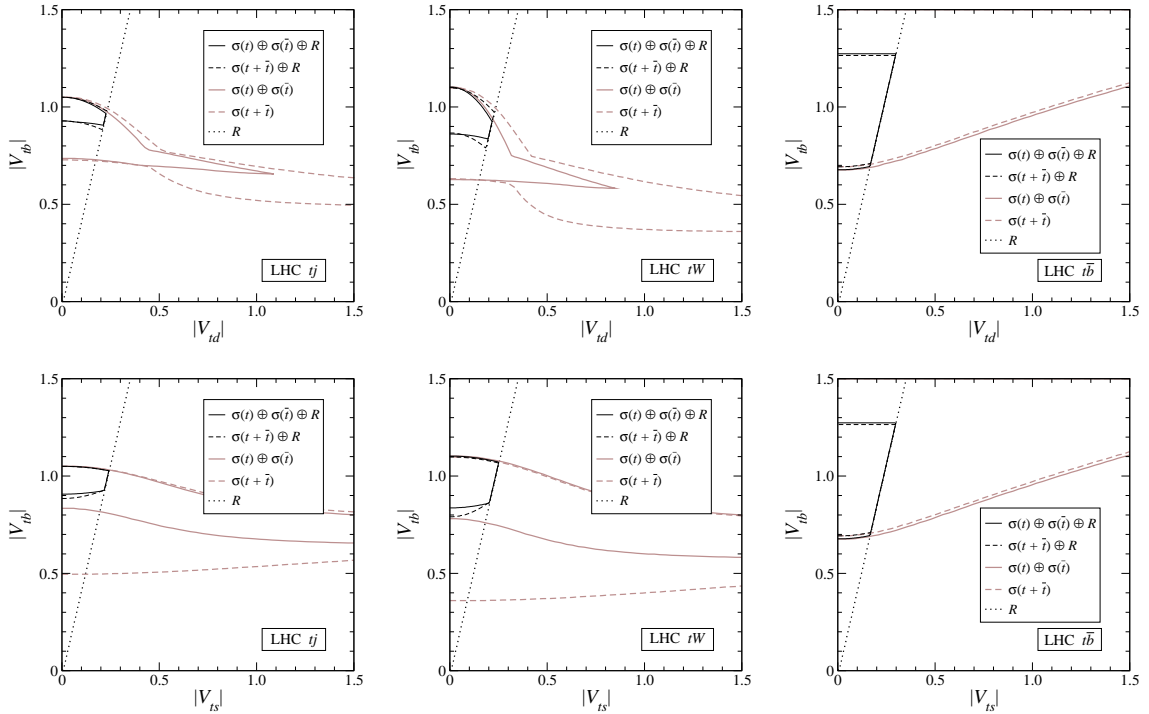 1.5
1.0
0.5
0
|V_tb|
σ(t) ⊕ σ(t̄) ⊕ R
σ(t + t̄) ⊕ R
σ(t) ⊕ σ(t̄)
σ(t + t̄)
R
LHC tj
0 0.5 1.0 1.5
|V_td|
1.5
1.0
0.5
0
|V_tb|
σ(t) ⊕ σ(t̄) ⊕ R
σ(t + t̄) ⊕ R
σ(t) ⊕ σ(t̄)
σ(t + t̄)
R
LHC tW
0 0.5 1.0 1.5
|V_td|
1.5
1.0
0.5
0
|V_tb|
σ(t) ⊕ σ(t̄) ⊕ R
σ(t + t̄) ⊕ R
σ(t) ⊕ σ(t̄)
σ(t + t̄)
R
LHC tb̄
0 0.5 1.0 1.5
|V_td|
1.5
1.0
0.5
0
|V_tb|
σ(t) ⊕ σ(t̄) ⊕ R
σ(t + t̄) ⊕ R
σ(t) ⊕ σ(t̄)
σ(t + t̄)
R
LHC tj
0 0.5 1.0 1.5
|V_ts|
1.5
1.0
0.5
0
|V_tb|
σ(t) ⊕ σ(t̄) ⊕ R
σ(t + t̄) ⊕ R
σ(t) ⊕ σ(t̄)
σ(t + t̄)
R
LHC tW
0 0.5 1.0 1.5
|V_ts|
1.5
1.0
0.5
0
|V_tb|
σ(t) ⊕ σ(t̄) ⊕ R
σ(t + t̄) ⊕ R
σ(t) ⊕ σ(t̄)
σ(t + t̄)
R
LHC tb̄
0 0.5 1.0 1.5
|V_ts|